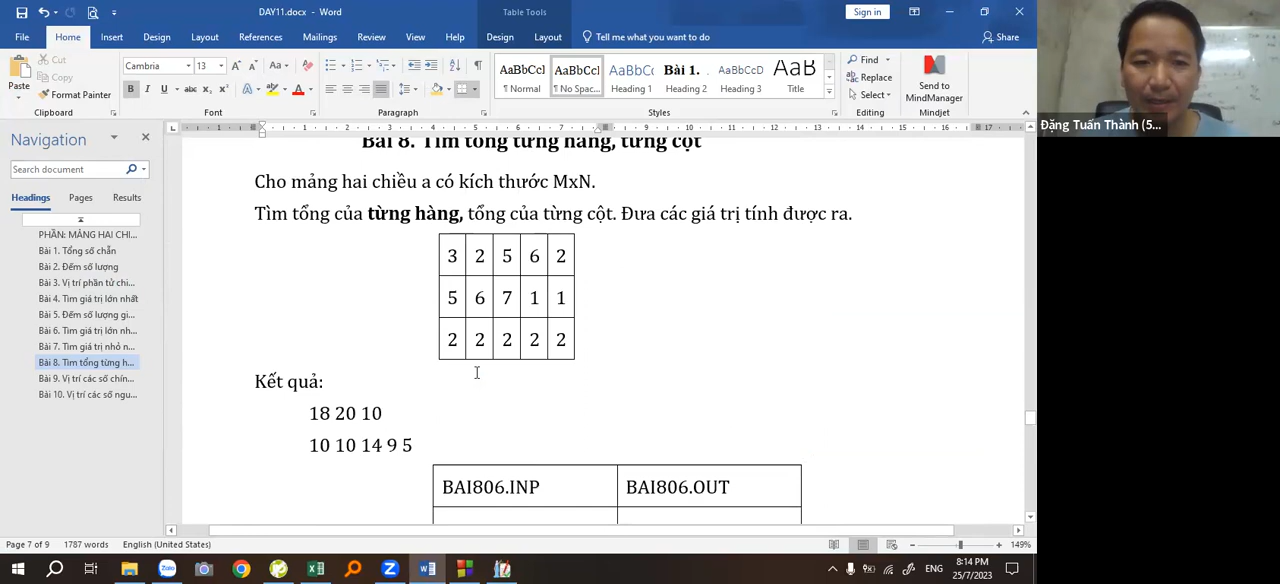 DAY11.docx - Word
Table Tools
Sign in
File Home Insert Design Layout References Mailings Review View Help Design Layout Tell me what you want to do Share
Paste
Cut
Copy
Format Painter
Clipboard
Cambria 13
Font
Paragraph
AaBbCcI AaBbCcI AaBbCc Bài 1. AaBbCcD AaB
¶ Normal ¶ No Spac... Heading 1 Heading 2 Heading 3 Title
Styles
Find
Replace
Select
Editing
Send to
MindManager
Mindjet
Đặng Tuấn Thành (5...
Navigation
Search document
Headings Pages Results
PHẦN: MẢNG HAI CHI...
Bài 1. Tổng số chẵn
Bài 2. Đếm số lượng
Bài 3. Vị trí phần tử chi...
Bài 4. Tìm giá trị lớn nhất
Bài 5. Đếm số lượng gi...
Bài 6. Tìm giá trị lớn nh...
Bài 7. Tìm giá trị nhỏ n...
Bài 8. Tìm tổng từng h...
Bài 9. Vị trí các số chín...
Bài 10. Vị trí các số ngu...
Bài 8. Tìm tổng từng hàng, từng cột
Cho mảng hai chiều a có kích thước MxN.
Tìm tổng của từng hàng, tổng của từng cột. Đưa các giá trị tính được ra.
3 2 5 6 2
5 6 7 1 1
2 2 2 2 2
Kết quả:
18 20 10
10 10 14 9 5
BAI806.INP BAI806.OUT
Page 7 of 9 1787 words English (United States) 149%
Zalo
ENG
8:14 PM
25/7/2023